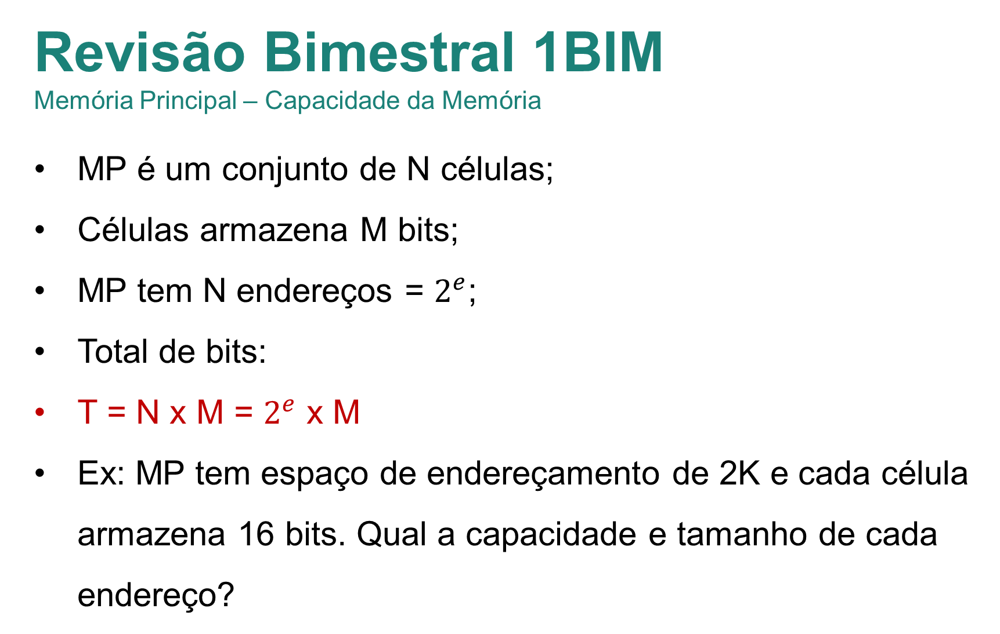 Revisão Bimestral 1BIM
Memória Principal – Capacidade da Memória
• MP é um conjunto de N células;
• Células armazena M bits;
• MP tem N endereços = 2^e;
• Total de bits:
• T = N x M = 2^e x M
• Ex: MP tem espaço de endereçamento de 2K e cada célula
armazena 16 bits. Qual a capacidade e tamanho de cada
endereço?